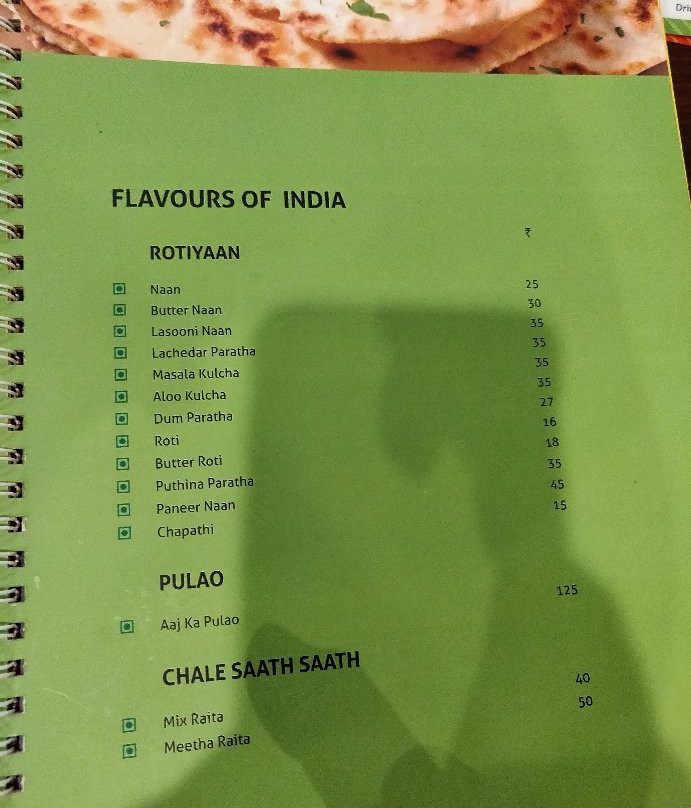 Dri
FLAVOURS OF INDIA
₹
ROTIYAAN
Naan 25
Butter Naan 30
Lasooni Naan 35
Lachedar Paratha 35
Masala Kulcha 35
Aloo Kulcha 35
Dum Paratha 27
Roti 16
Butter Roti 18
Puthina Paratha 35
Paneer Naan 45
Chapathi 15
PULAO
Aaj Ka Pulao 125
CHALE SAATH SAATH
Mix Raita 40
Meetha Raita 50